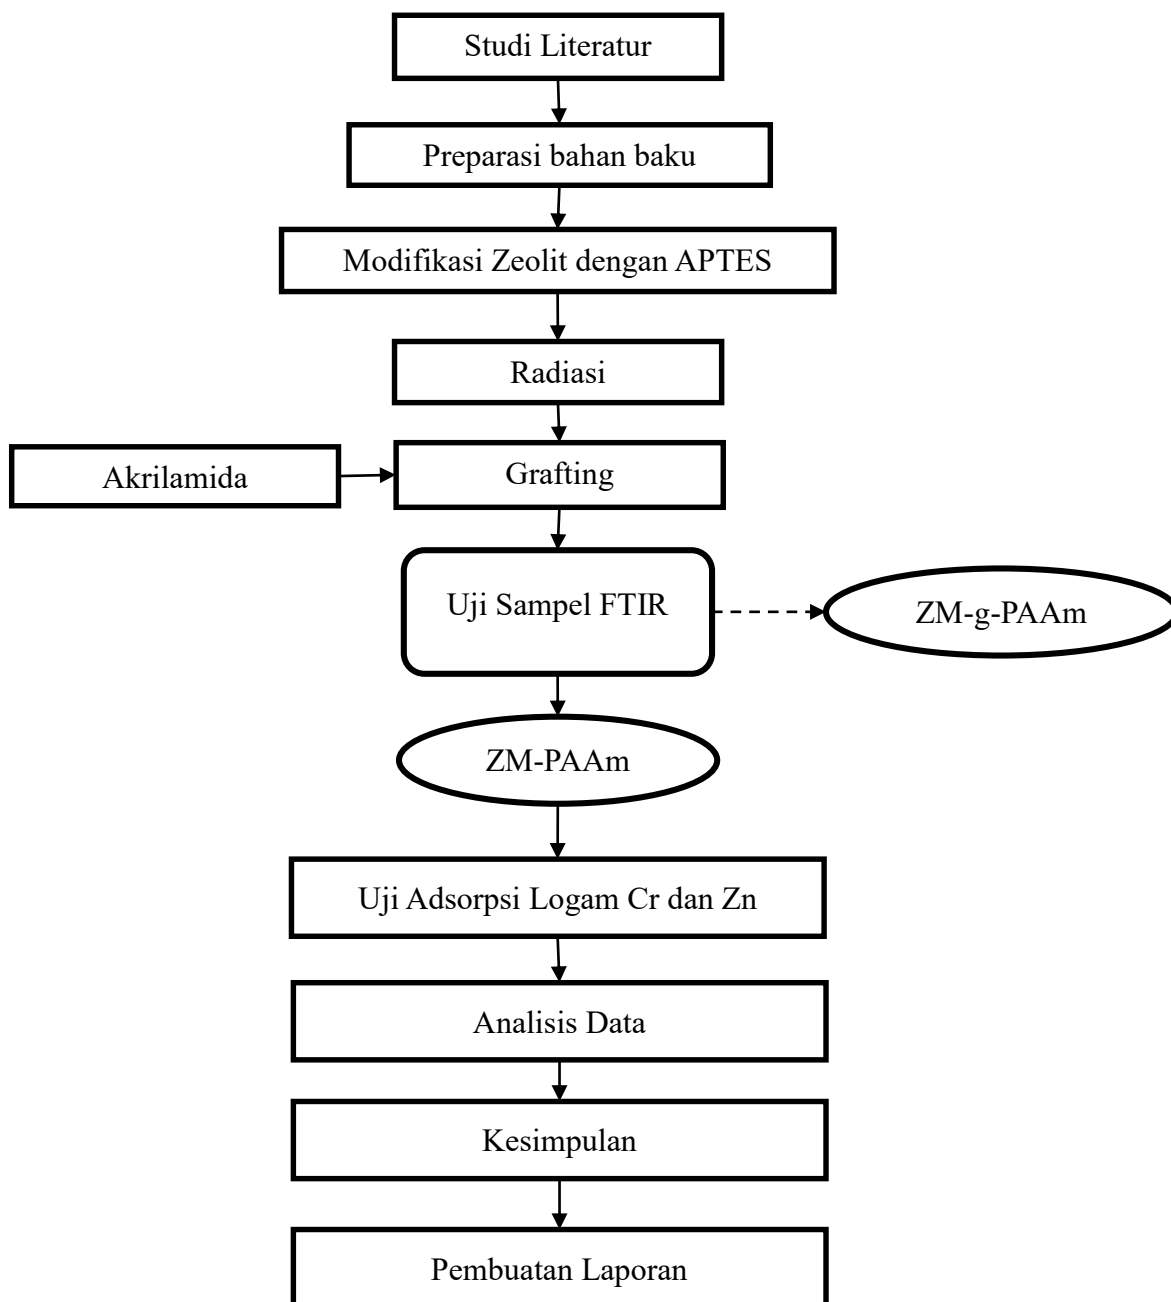 Studi Literatur
Preparasi bahan baku
Modifikasi Zeolit dengan APTES
Radiasi
Akrilamida
Grafting
Uji Sampel FTIR
ZM-g-PAAm
ZM-PAAm
Uji Adsorpsi Logam Cr dan Zn
Analisis Data
Kesimpulan
Pembuatan Laporan